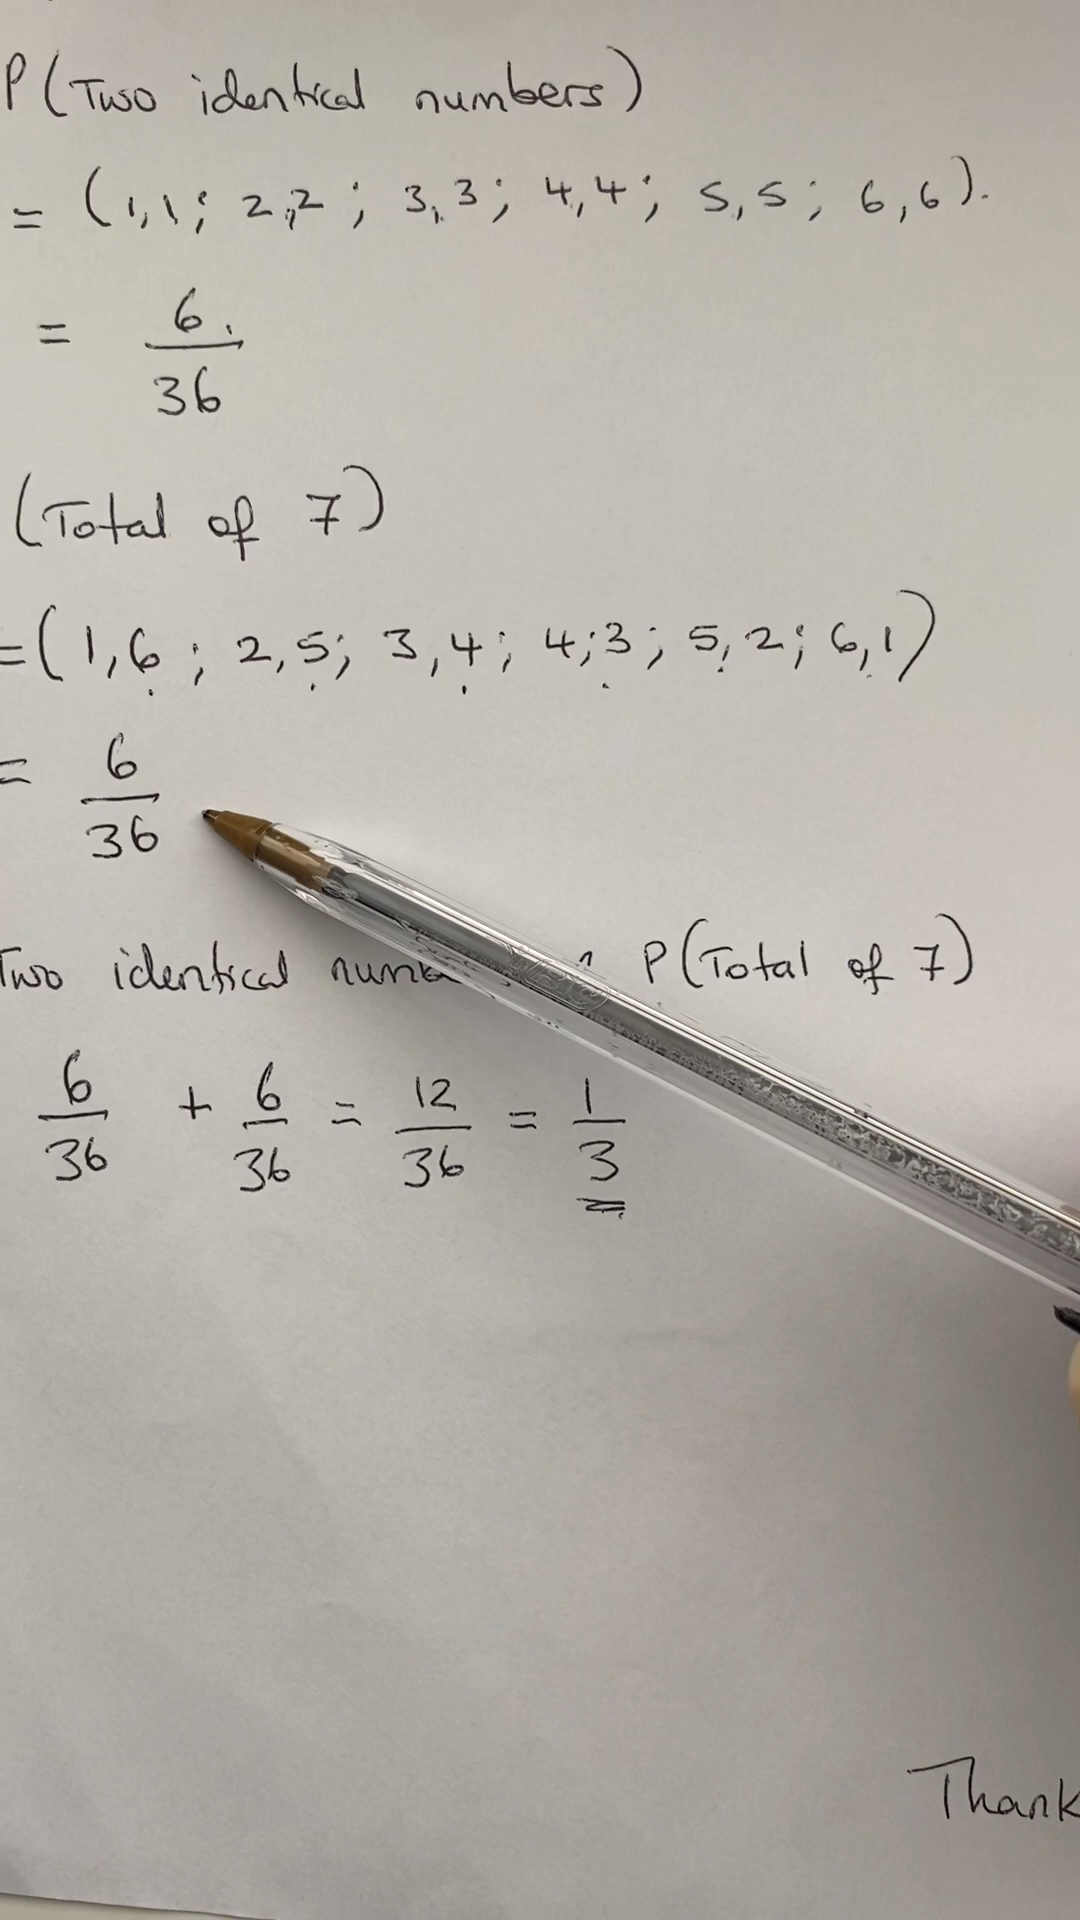 P(Two identical numbers)
= (1,1; 2,2; 3,3; 4,4; 5,5; 6,6).
= 6/36
(Total of 7)
=(1,6; 2,5; 3,4; 4;3; 5,2; 6,1)
= 6/36
Two identical P(Total of 7)
6/36 + 6/36 = 12/36 = 1/3
Thank